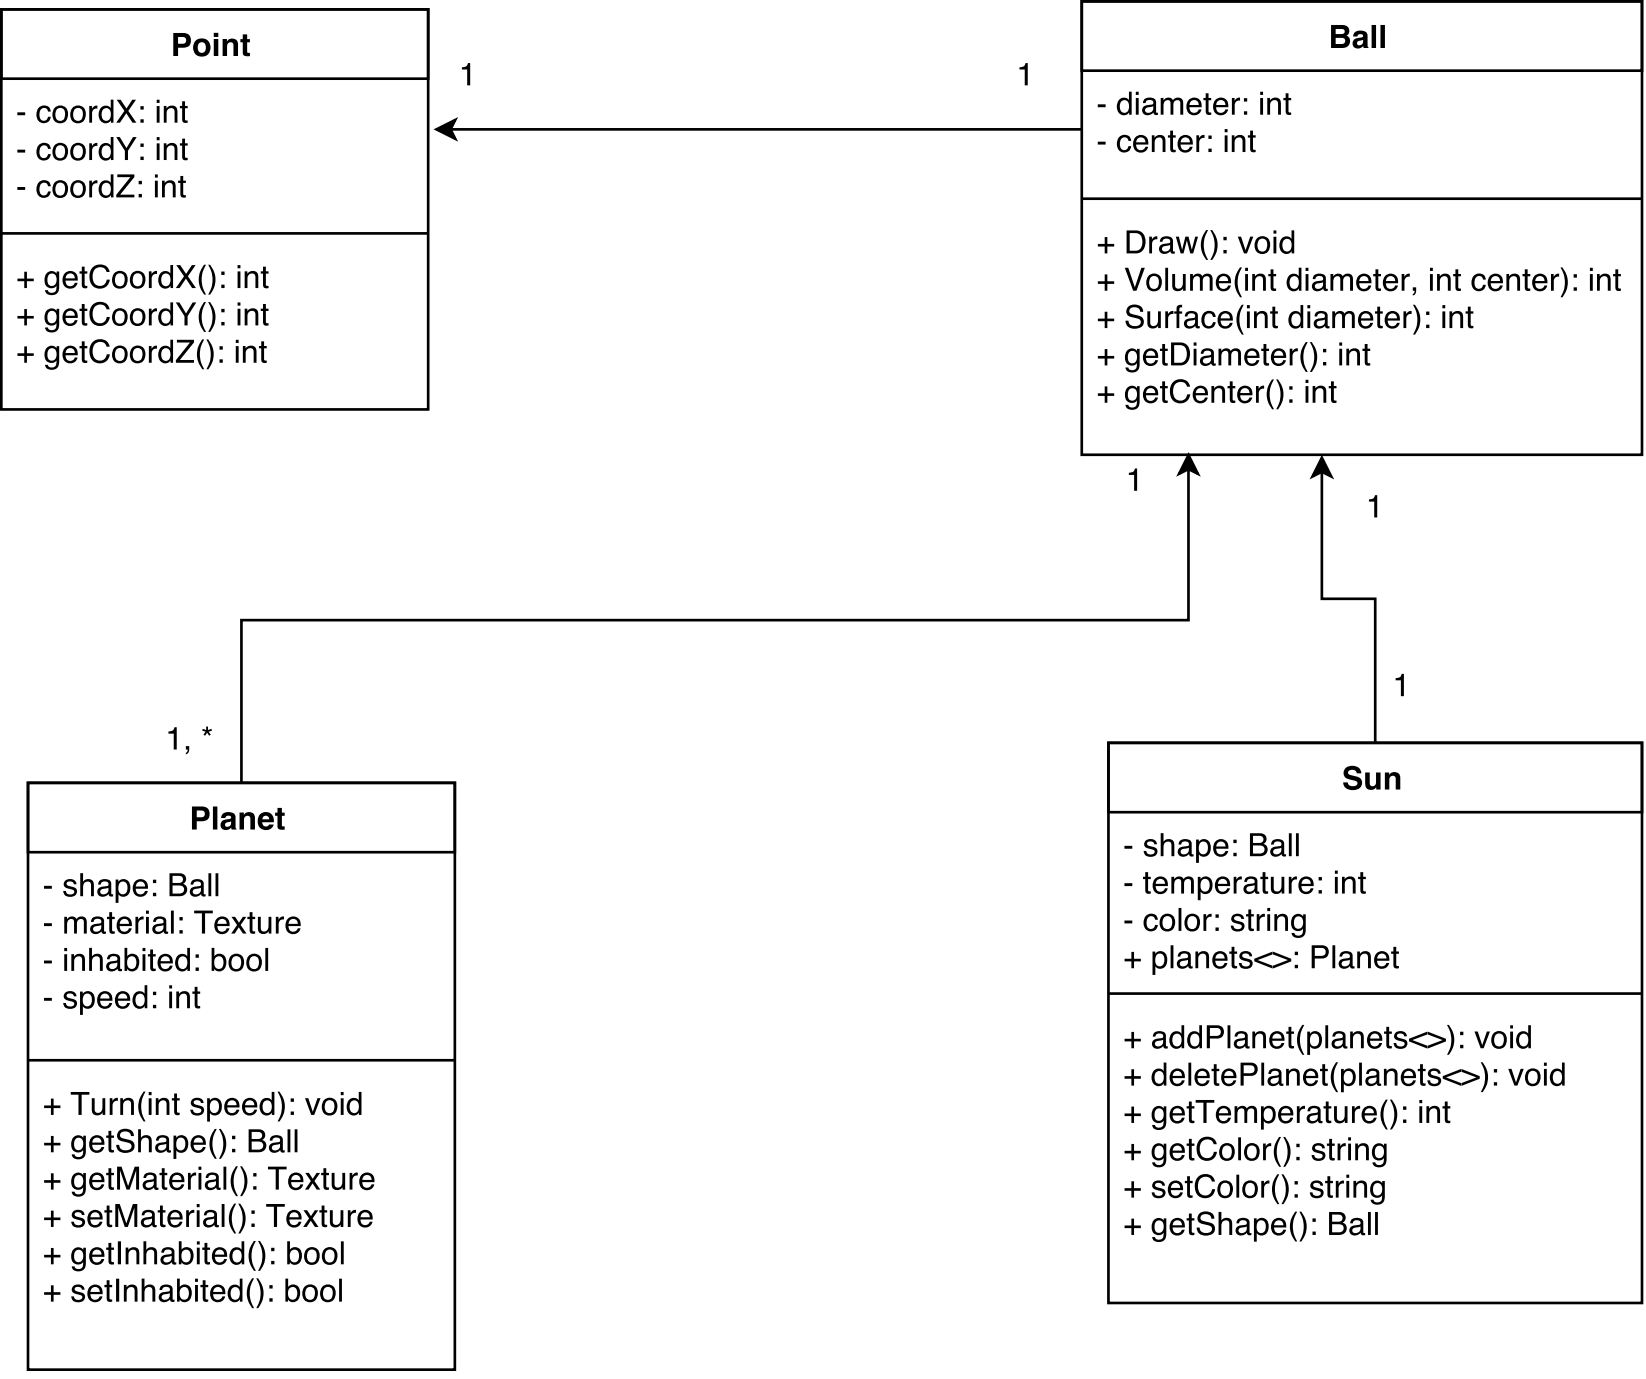 Point
- coordX: int
- coordY: int
- coordZ: int
+ getCoordX(): int
+ getCoordY(): int
+ getCoordZ(): int
1
1
Ball
- diameter: int
- center: int
+ Draw(): void
+ Volume(int diameter, int center): int
+ Surface(int diameter): int
+ getDiameter(): int
+ getCenter(): int
1
1
1, *
1
Planet
- shape: Ball
- material: Texture
- inhabited: bool
- speed: int
+ Turn(int speed): void
+ getShape(): Ball
+ getMaterial(): Texture
+ setMaterial(): Texture
+ getInhabited(): bool
+ setInhabited(): bool
Sun
- shape: Ball
- temperature: int
- color: string
+ planets<>: Planet
+ addPlanet(planets<>): void
+ deletePlanet(planets<>): void
+ getTemperature(): int
+ getColor(): string
+ setColor(): string
+ getShape(): Ball